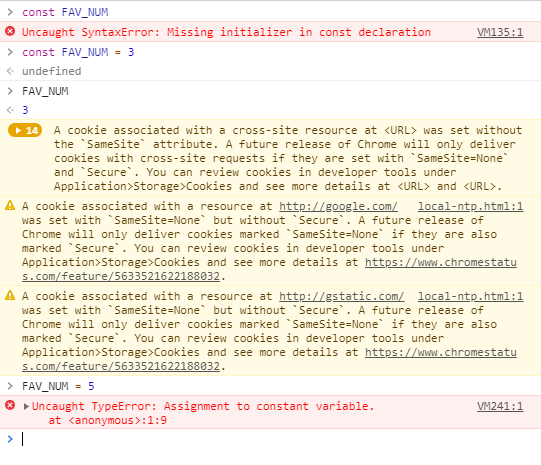 > const FAV_NUM
Uncaught SyntaxError: Missing initializer in const declaration VM135:1
> const FAV_NUM = 3
undefined
> FAV_NUM
3
14 A cookie associated with a cross-site resource at <URL> was set without
the `SameSite` attribute. A future release of Chrome will only deliver
cookies with cross-site requests if they are set with `SameSite=None`
and `Secure`. You can review cookies in developer tools under
Application>Storage>Cookies and see more details at <URL> and <URL>.
A cookie associated with a resource at http://google.com/ local-ntp.html:1
was set with `SameSite=None` but without `Secure`. A future release of
Chrome will only deliver cookies marked `SameSite=None` if they are also
marked `Secure`. You can review cookies in developer tools under
Application>Storage>Cookies and see more details at https://www.chromestatu
s.com/feature/5633521622188032.
A cookie associated with a resource at http://gstatic.com/ local-ntp.html:1
was set with `SameSite=None` but without `Secure`. A future release of
Chrome will only deliver cookies marked `SameSite=None` if they are also
marked `Secure`. You can review cookies in developer tools under
Application>Storage>Cookies and see more details at https://www.chromestatu
s.com/feature/5633521622188032.
> FAV_NUM = 5
Uncaught TypeError: Assignment to constant variable. VM241:1
at <anonymous>:1:9
>